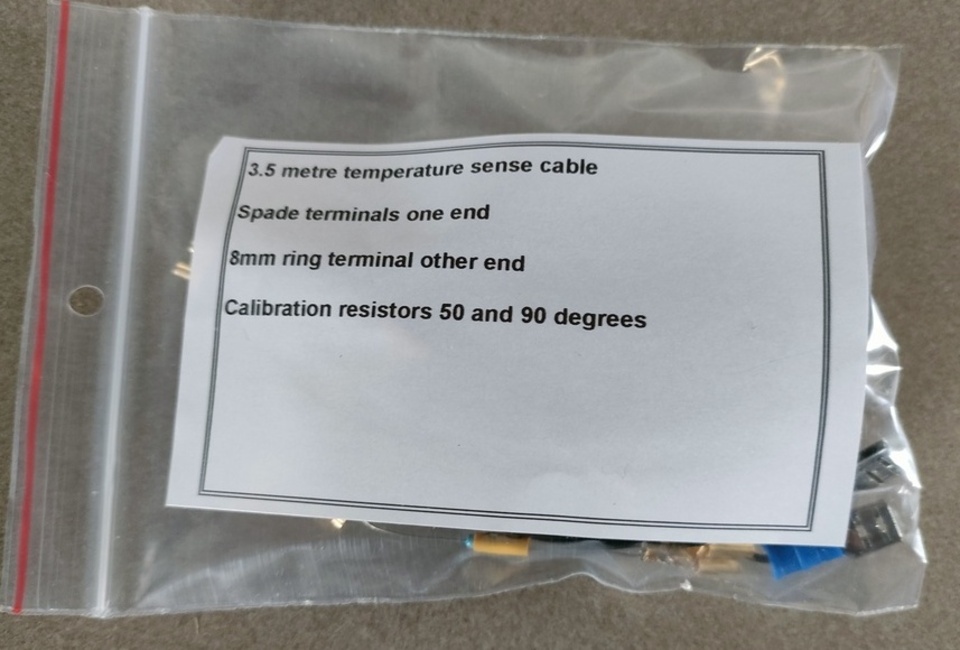 3.5 metre temperature sense cable
Spade terminals one end
8mm ring terminal other end
Calibration resistors 50 and 90 degrees